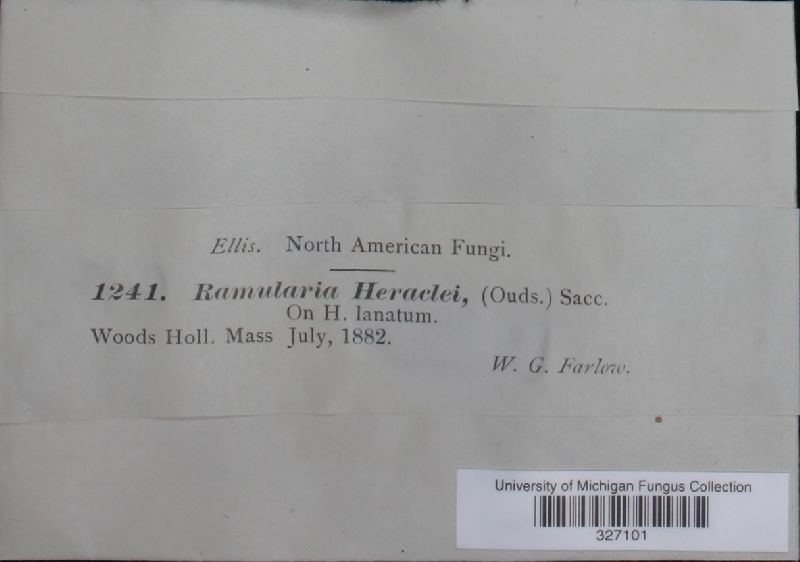 Ellis. North American Fungi.
1241. Ramularia Heraclei, (Ouds.) Sacc.
On H. lanatum.
Woods Holl. Mass July, 1882.
W. G. Farlow.
University of Michigan Fungus Collection
327101